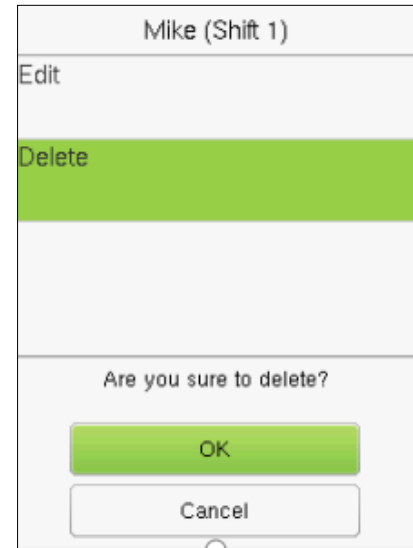 Mike (Shift 1)
Edit
Delete
Are you sure to delete?
OK
Cancel